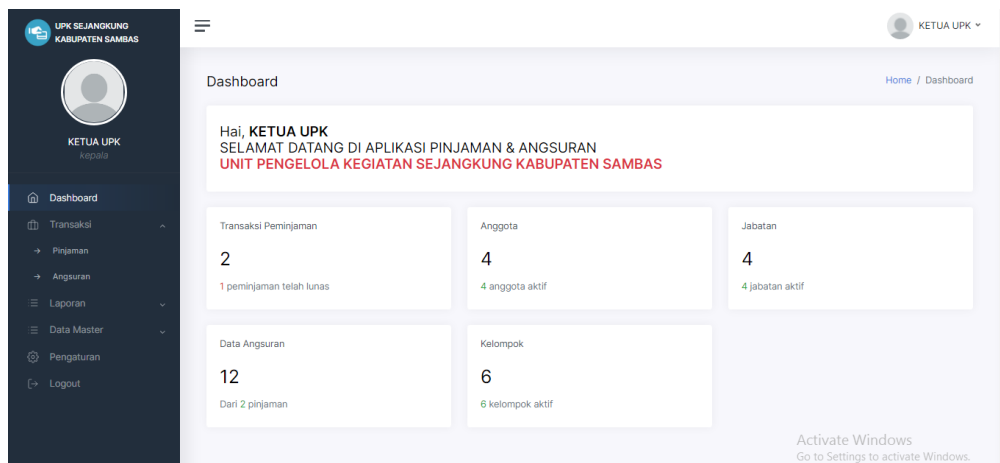 UPK SEJANGKUNG
KABUPATEN SAMBAS
KETUA UPK
kepala
Dashboard
Transaksi
Pinjaman
Angsuran
Laporan
Data Master
Pengaturan
Logout
KETUA UPK
Dashboard
Home / Dashboard
Hai, KETUA UPK
SELAMAT DATANG DI APLIKASI PINJAMAN & ANGSURAN
UNIT PENGELOLA KEGIATAN SEJANGKUNG KABUPATEN SAMBAS
Transaksi Peminjaman
2
1 peminjaman telah lunas
Anggota
4
4 anggota aktif
Jabatan
4
4 jabatan aktif
Data Angsuran
12
Dari 2 pinjaman
Kelompok
6
6 kelompok aktif
Activate Windows
Go to Settings to activate Windows.